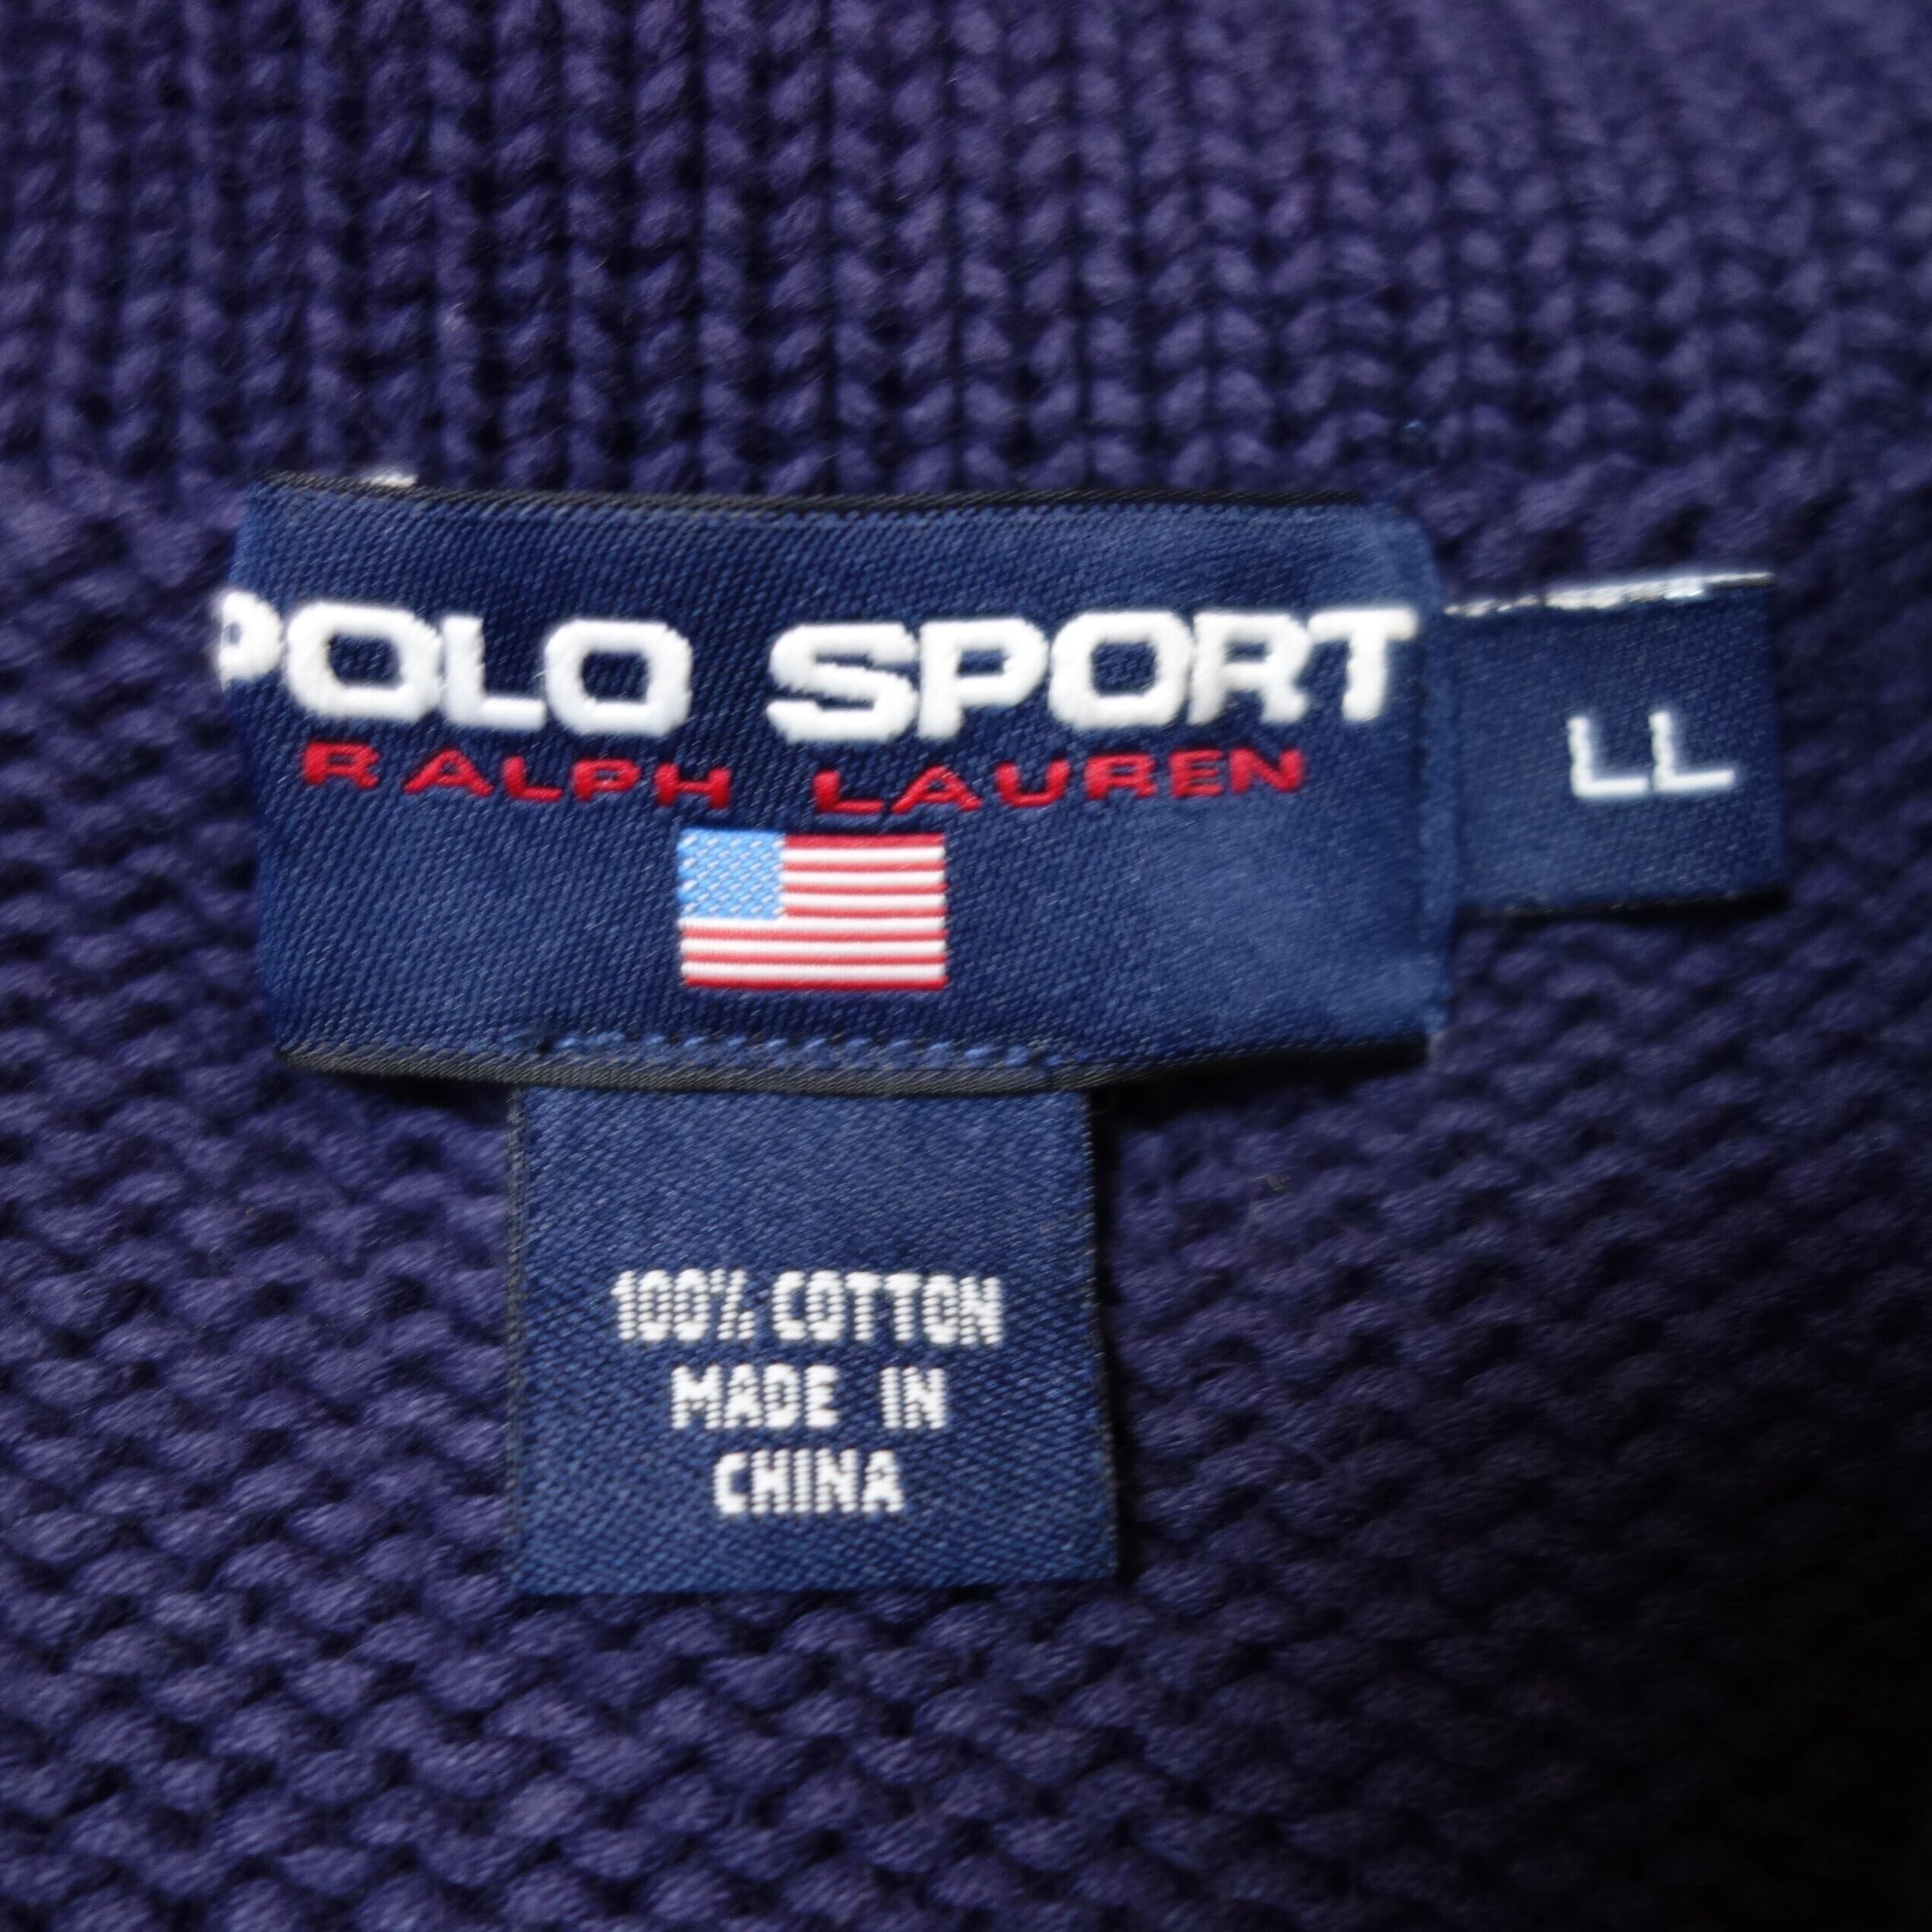 POLO SPORT
RALPH LAUREN
LL
100% COTTON
MADE IN
CHINA